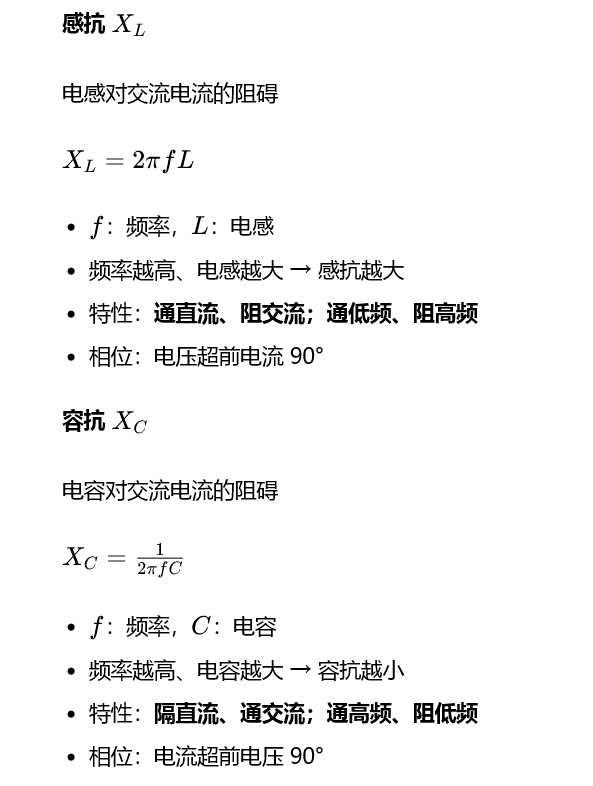 感抗 X_L
电感对交流电流的阻碍
X_L = 2πfL
• f：频率，L：电感
• 频率越高、电感越大 → 感抗越大
• 特性：通直流、阻交流；通低频、阻高频
• 相位：电压超前电流 90°
容抗 X_C
电容对交流电流的阻碍
X_C = \frac{1}{2πfC}
• f：频率，C：电容
• 频率越高、电容越大 → 容抗越小
• 特性：隔直流、通交流；通高频、阻低频
• 相位：电流超前电压 90°